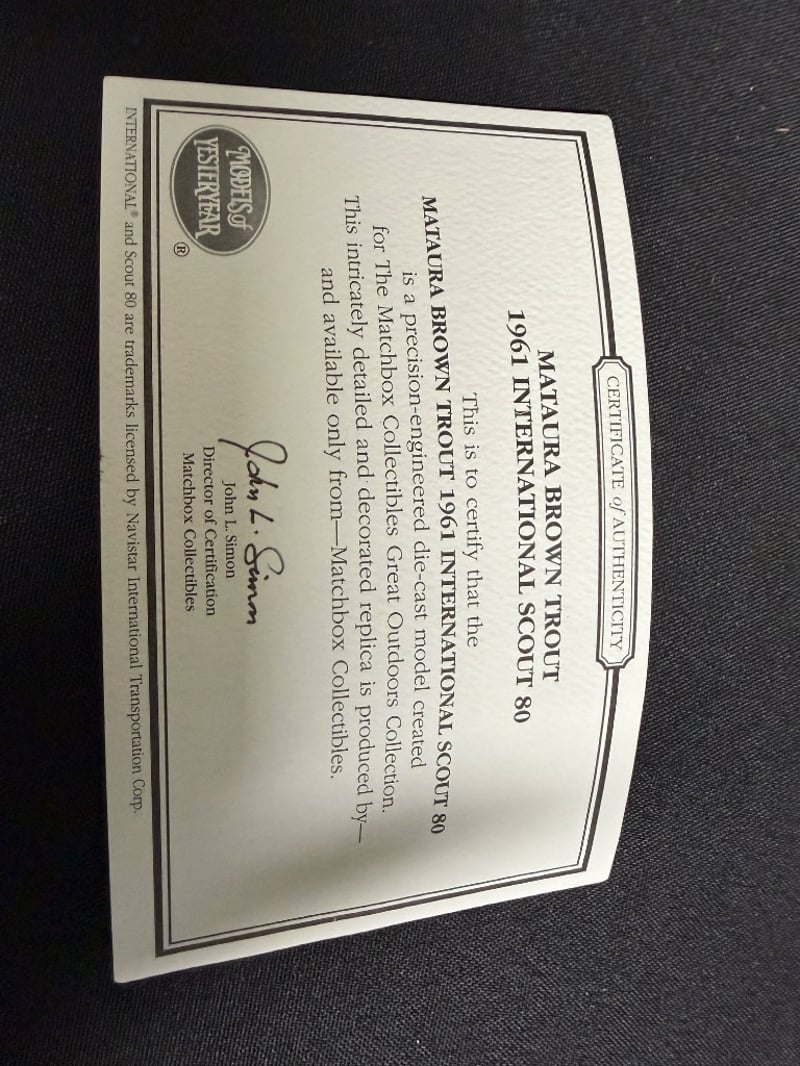 CERTIFICATE of AUTHENTICITY
MATAURA BROWN TROUT
1961 INTERNATIONAL SCOUT 80
This is to certify that the
MATAURA BROWN TROUT 1961 INTERNATIONAL SCOUT 80
is a precision-engineered die-cast model created
for The Matchbox Collectibles Great Outdoors Collection.
This intricately detailed and decorated replica is produced by—
and available only from—Matchbox Collectibles.
John L. Simon
John L. Simon
Director of Certification
Matchbox Collectibles
MODELS of
YESTERYEAR
®
INTERNATIONAL® and Scout 80 are trademarks licensed by Navistar International Transportation Corp.